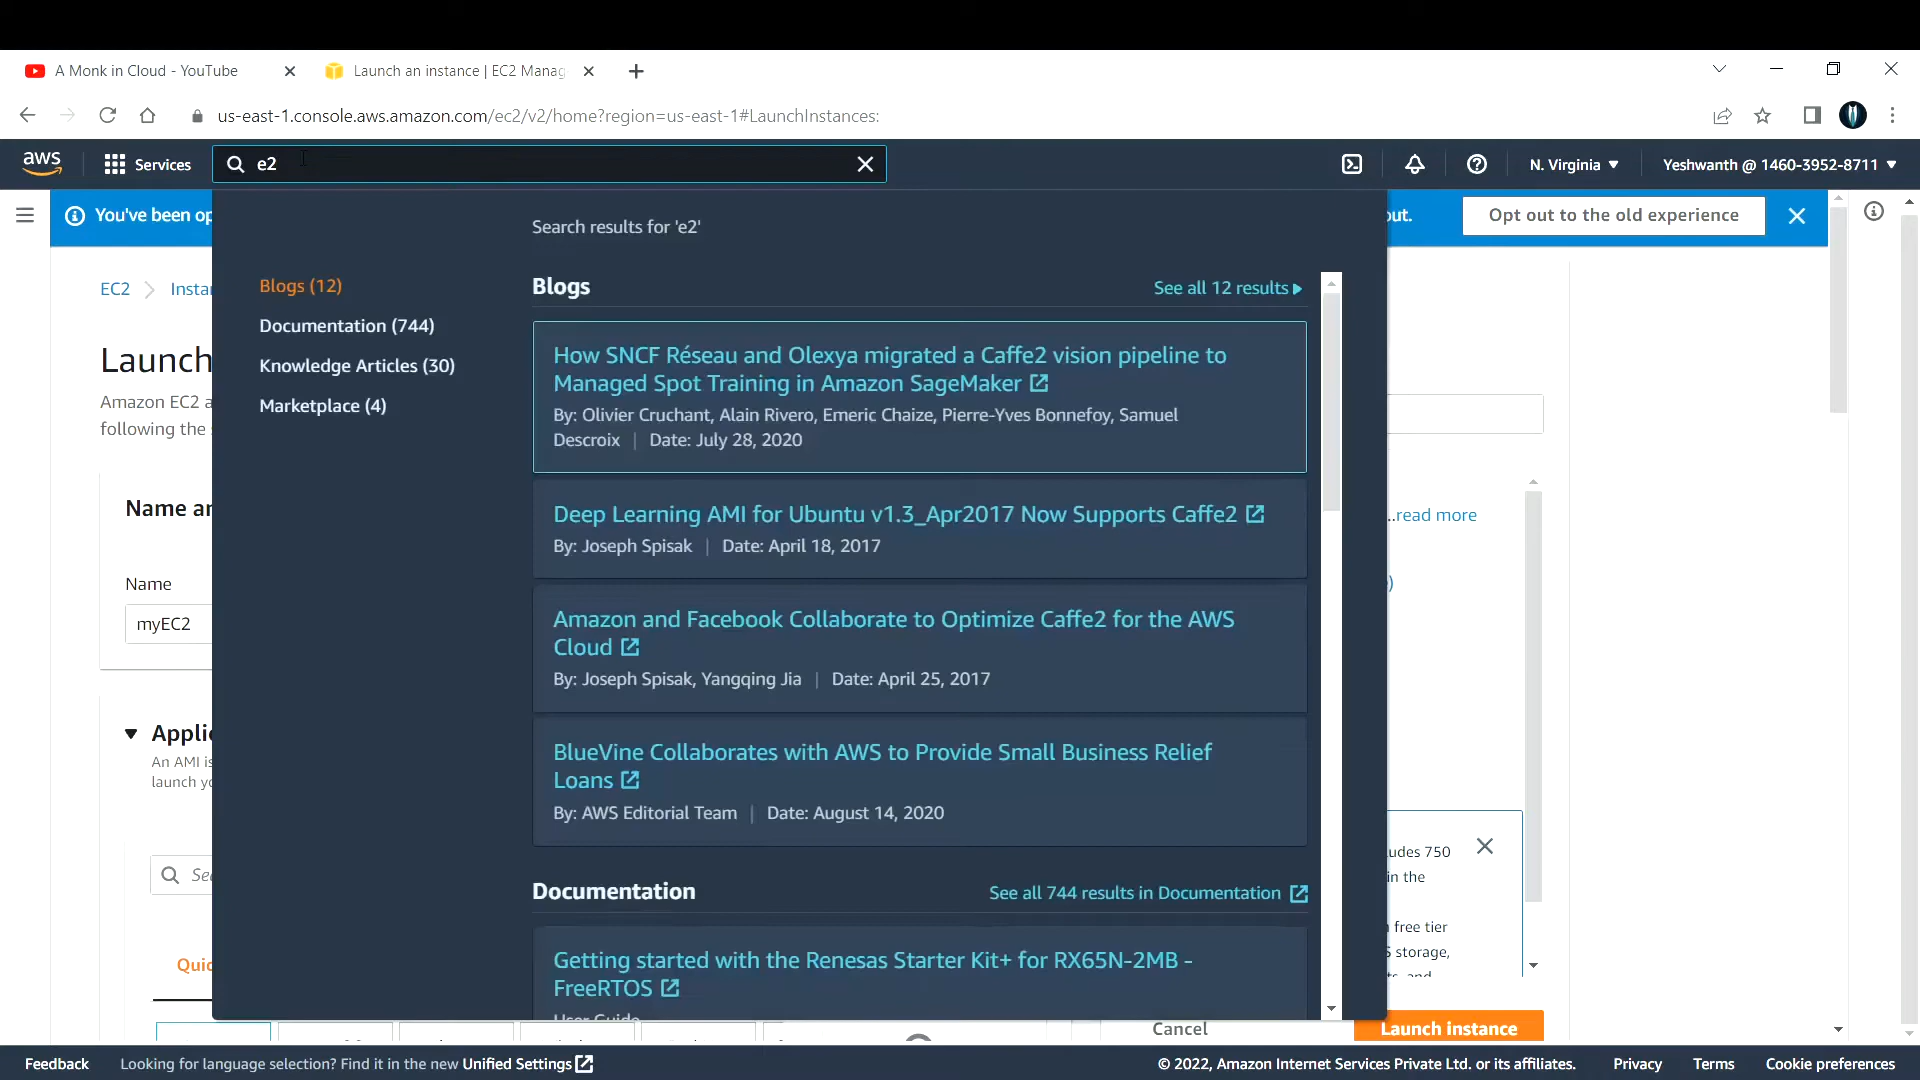 A Monk in Cloud - YouTube
Launch an instance | EC2 Manag
us-east-1.console.aws.amazon.com/ec2/v2/home?region=us-east-1#LaunchInstances:
aws
Services
e2
N. Virginia
Yeshwanth @ 1460-3952-8711
You've been op
out.
Opt out to the old experience
Search results for 'e2'
EC2
Instan
Blogs (12)
Documentation (744)
Knowledge Articles (30)
Marketplace (4)
Blogs
See all 12 results
How SNCF Réseau and Olexya migrated a Caffe2 vision pipeline to
Managed Spot Training in Amazon SageMaker
By: Olivier Cruchant, Alain Rivero, Emeric Chaize, Pierre-Yves Bonnefoy, Samuel
Descroix | Date: July 28, 2020
Deep Learning AMI for Ubuntu v1.3_Apr2017 Now Supports Caffe2
By: Joseph Spisak | Date: April 18, 2017
Amazon and Facebook Collaborate to Optimize Caffe2 for the AWS
Cloud
By: Joseph Spisak, Yangqing Jia | Date: April 25, 2017
BlueVine Collaborates with AWS to Provide Small Business Relief
Loans
By: AWS Editorial Team | Date: August 14, 2020
Documentation
See all 744 results in Documentation
Getting started with the Renesas Starter Kit+ for RX65N-2MB -
FreeRTOS
User Guide
Launch
Amazon EC2 a
following the
Name an
Name
myEC2
Applic
An AMI is
launch yo
Sea
Quic
...read more
ludes 750
in the
free tier
storage,
Cancel
Launch instance
Feedback
Looking for language selection? Find it in the new Unified Settings
© 2022, Amazon Internet Services Private Ltd. or its affiliates.
Privacy
Terms
Cookie preferences